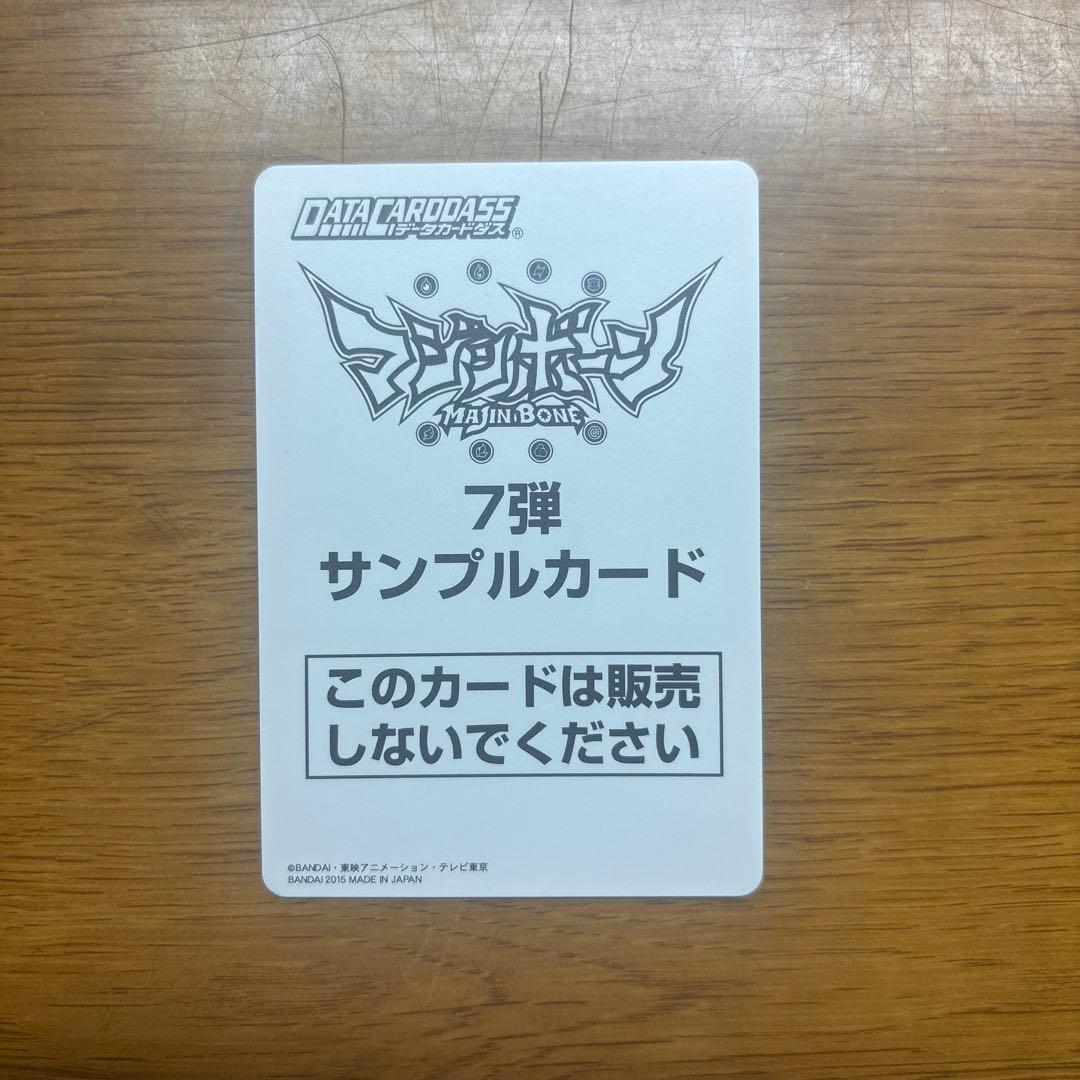 DATA CARDDASS
データカードダス®
マジンボーン
MAJIN BONE
7弾
サンプルカード
このカードは販売
しないでください
©BANDAI・東映アニメーション・テレビ東京
BANDAI 2015 MADE IN JAPAN